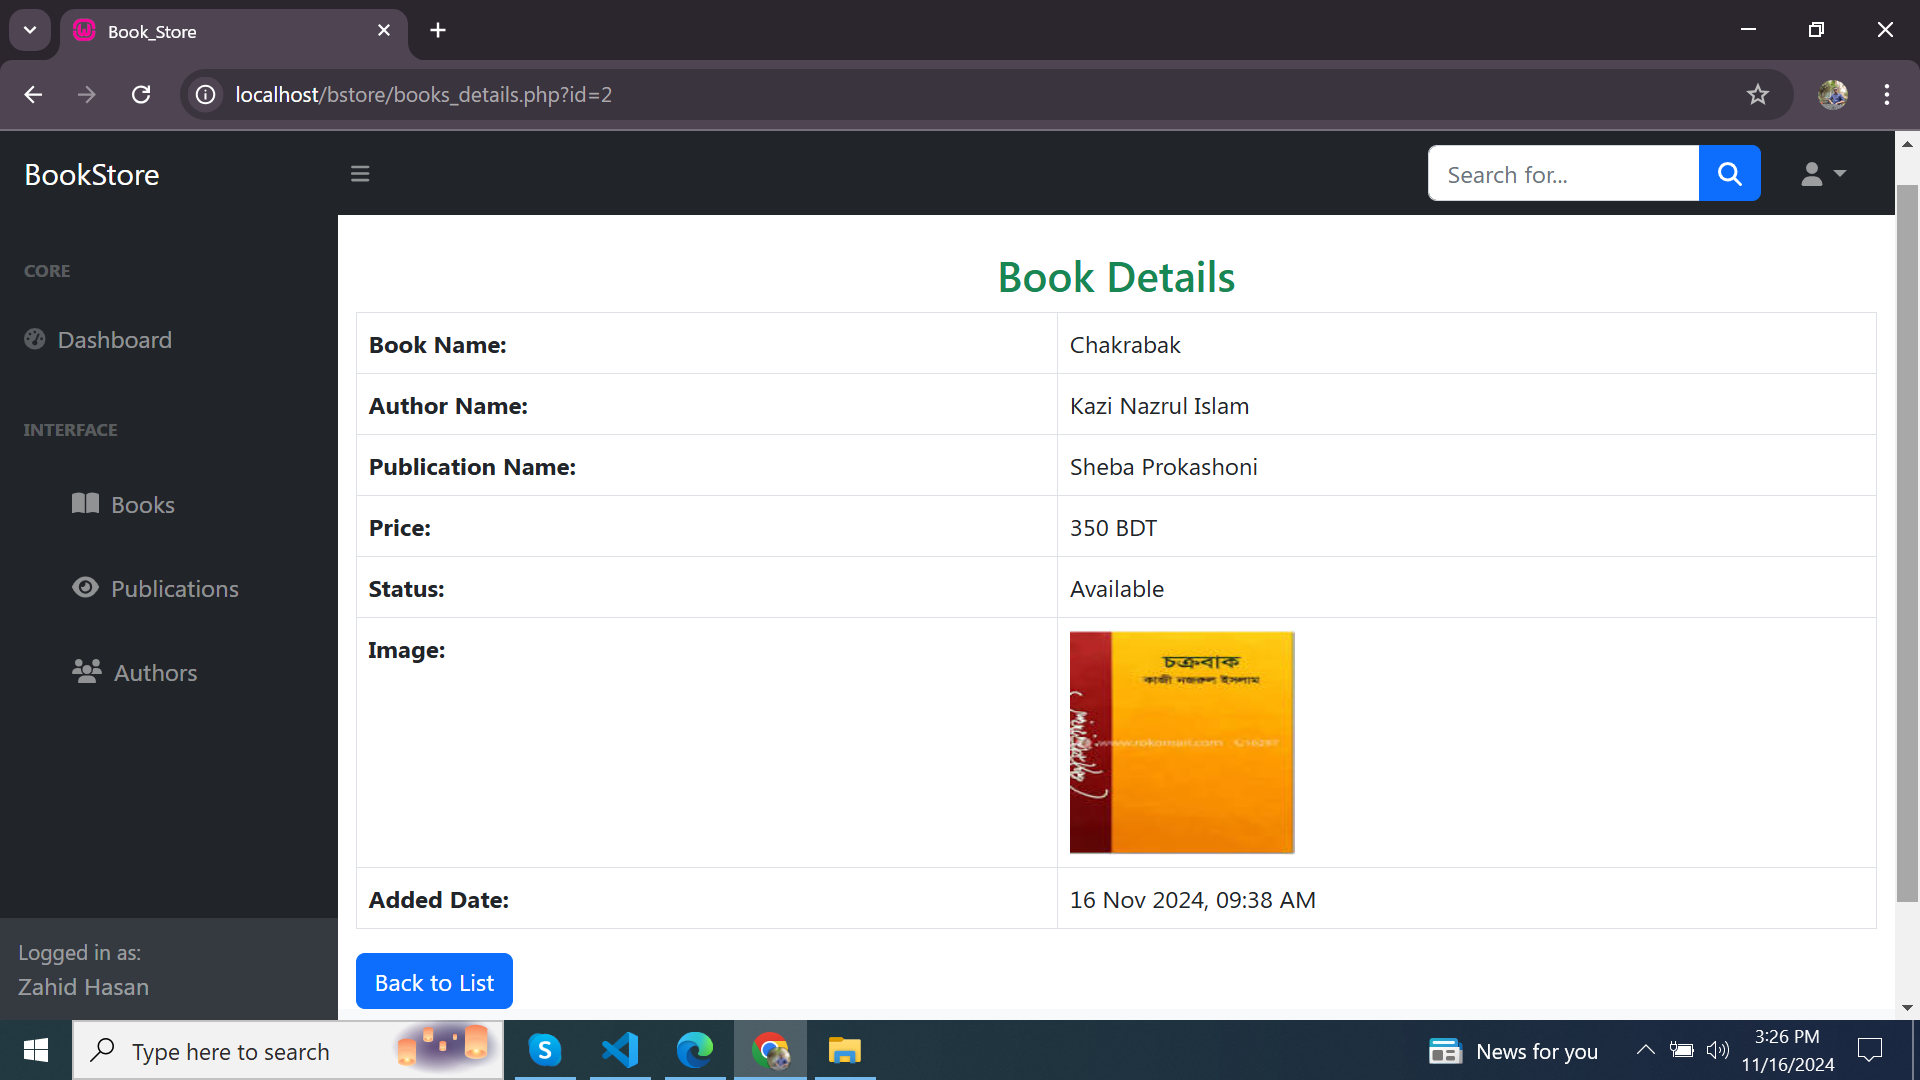 Book_Store
localhost/bstore/books_details.php?id=2
BookStore
Search for...
CORE
Dashboard
INTERFACE
Books
Publications
Authors
Logged in as:
Zahid Hasan
Book Details
Book Name: Chakrabak
Author Name: Kazi Nazrul Islam
Publication Name: Sheba Prokashoni
Price: 350 BDT
Status: Available
Image:
চক্রবাক
কাজী নজরুল ইসলাম
Added Date: 16 Nov 2024, 09:38 AM
Back to List
Type here to search
News for you
3:26 PM
11/16/2024